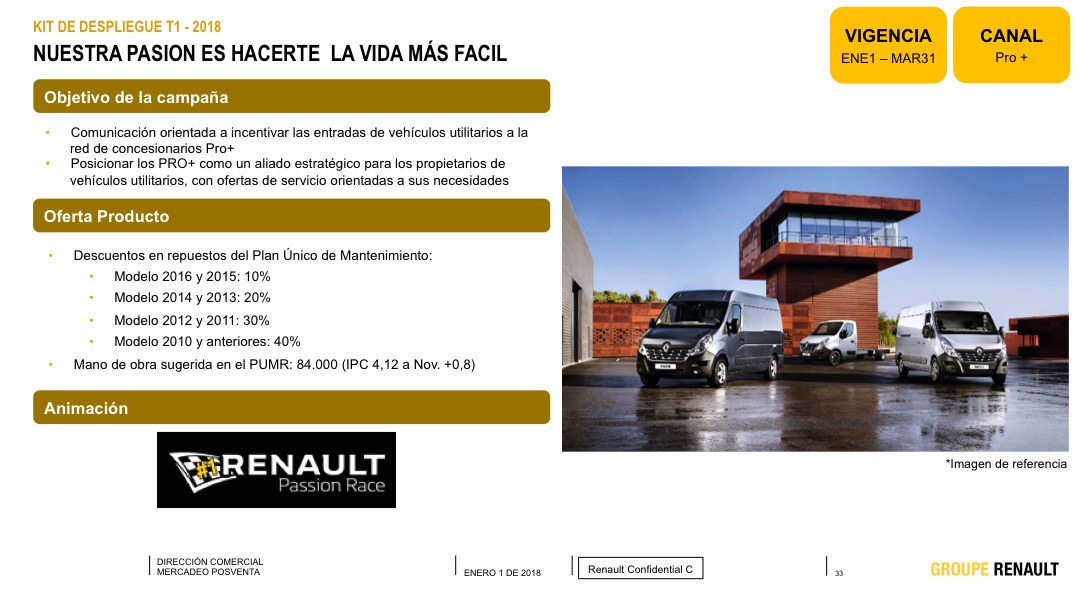 KIT DE DESPLIEGUE T1 - 2018
NUESTRA PASION ES HACERTE  LA VIDA MÁS FACIL
VIGENCIA
ENE1 – MAR31
CANAL
Pro +
Objetivo de la campaña
• Comunicación orientada a incentivar las entradas de vehículos utilitarios a la
red de concesionarios Pro+
• Posicionar los PRO+ como un aliado estratégico para los propietarios de
vehículos utilitarios, con ofertas de servicio orientadas a sus necesidades
Oferta Producto
• Descuentos en repuestos del Plan Único de Mantenimiento:
• Modelo 2016 y 2015: 10%
• Modelo 2014 y 2013: 20%
• Modelo 2012 y 2011: 30%
• Modelo 2010 y anteriores: 40%
• Mano de obra sugerida en el PUMR: 84.000 (IPC 4,12 a Nov. +0,8)
Animación
#1 RENAULT
Passion Race
*Imagen de referencia
DIRECCIÓN COMERCIAL
MERCADEO POSVENTA
ENERO 1 DE 2018
Renault Confidential C
33
GROUPE RENAULT